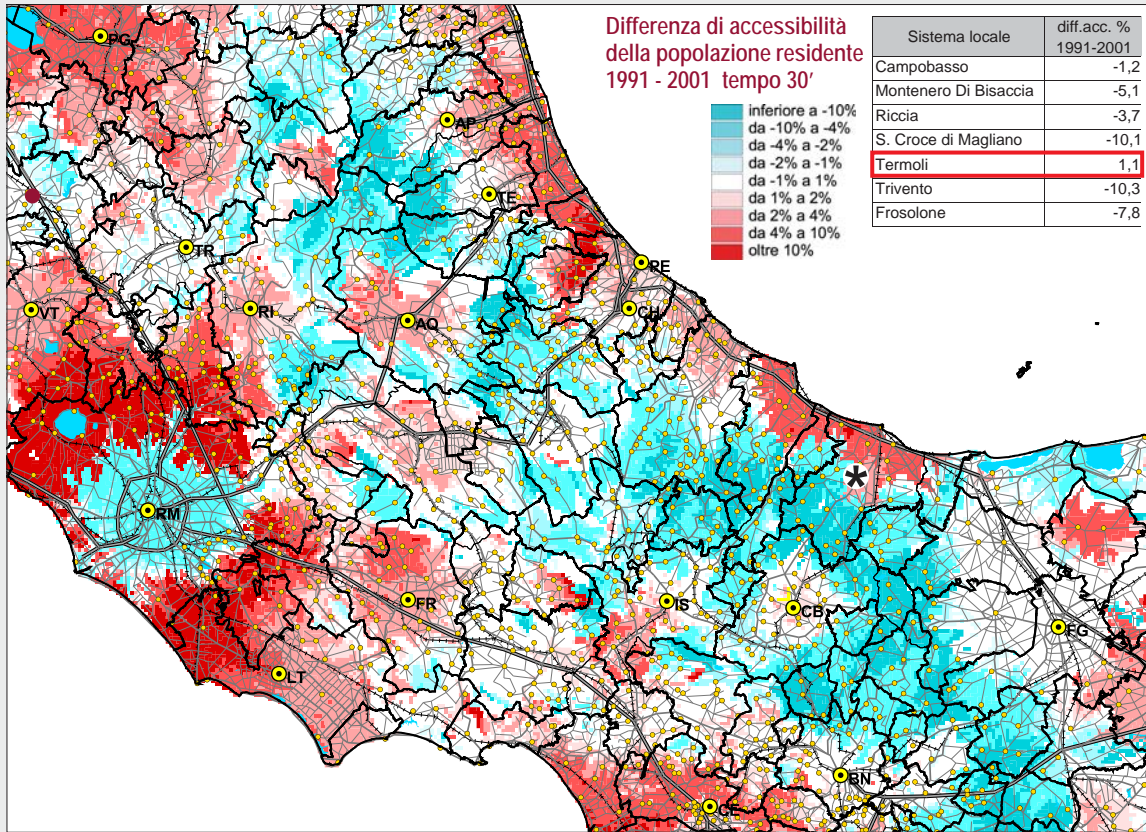 Differenza di accessibilità
della popolazione residente
1991 - 2001 tempo 30'
inferiore a -10%
da -10% a -4%
da -4% a -2%
da -2% a -1%
da -1% a 1%
da 1% a 2%
da 2% a 4%
da 4% a 10%
oltre 10%
Sistema locale diff.acc. %
1991-2001
Campobasso -1,2
Montenero Di Bisaccia -5,1
Riccia -3,7
S. Croce di Magliano -10,1
Termoli 1,1
Trivento -10,3
Frosolone -7,8
PG
AP
TE
TR
PE
VT
RI
AQ
CH
*
RM
FR
IS
CB
FG
LT
BN
CE